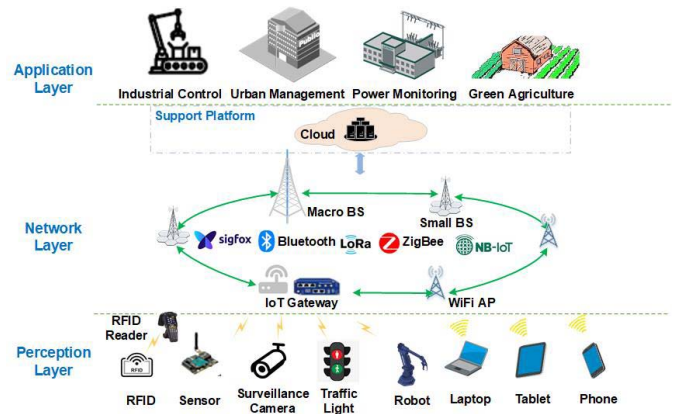 Application
Layer
Public
Industrial Control Urban Management Power Monitoring Green Agriculture
Support Platform
Cloud
Network
Layer
Macro BS
Small BS
sigfox Bluetooth LoRa ZigBee NB-IoT
IoT Gateway
WiFi AP
Perception
Layer
RFID
Reader
RFID
RFID
Sensor
Surveillance
Camera
Traffic
Light
Robot
Laptop
Tablet
Phone